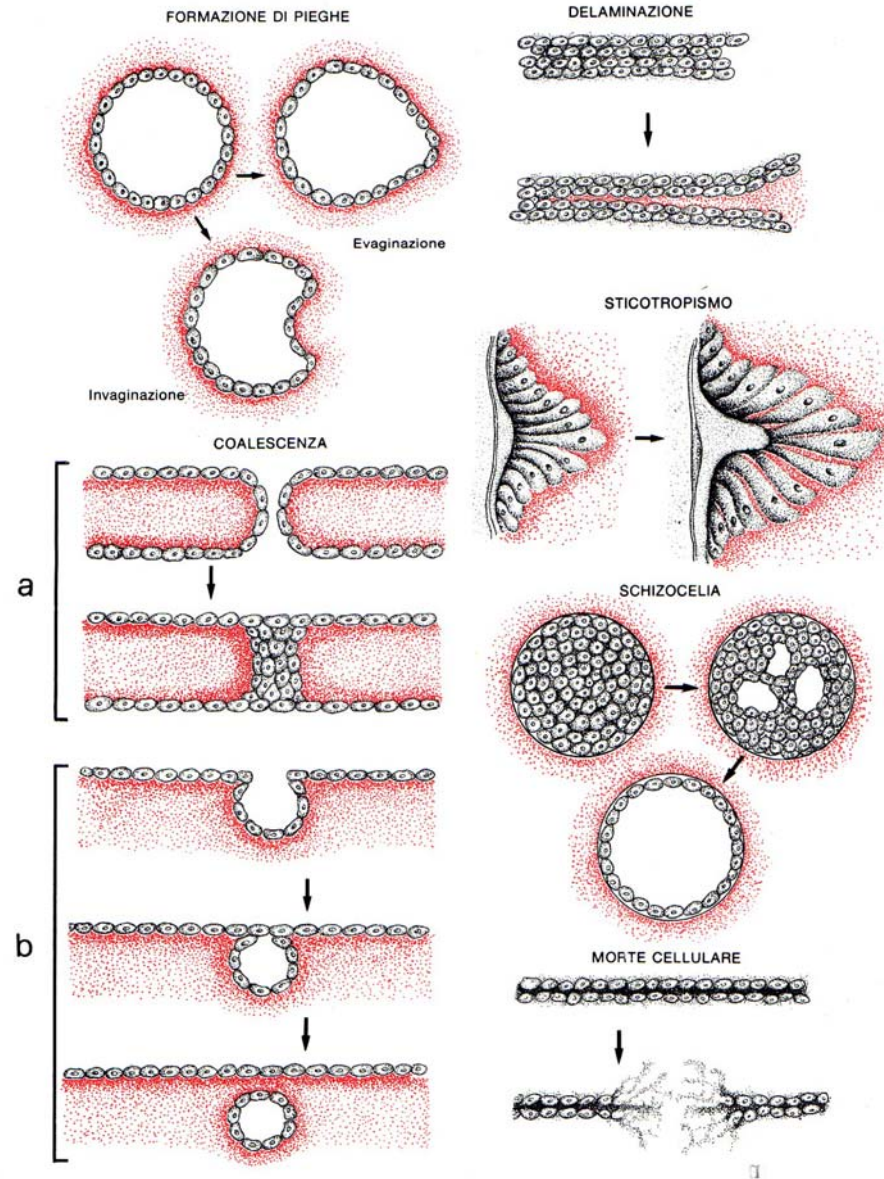 FORMAZIONE DI PIEGHE
Evaginazione
Invaginazione
COALESCENZA
a
b
DELAMINAZIONE
STICOTROPISMO
SCHIZOCELIA
MORTE CELLULARE